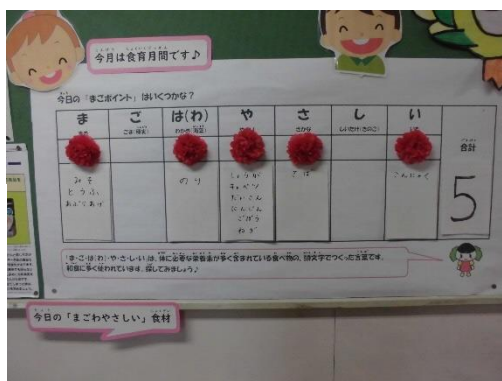 今月は食育月間です♪
今日の「まごポイント」はいくつかな?
ま ご は(わ) や さ し い 合計
みそ
とうふ
あぶらあげ
のり
しょうが
キャベツ
だいこん
にんじん
ごぼう
ねぎ
さば
こんにゃく
5
「ま・ご・は(わ)・や・さ・し・い」は、体に必要な栄養素が多く含まれている食べ物の、頭文字でつくった言葉です。
和食に多く使われています。探してみましょう♪
今日の「まごわやさしい」食材